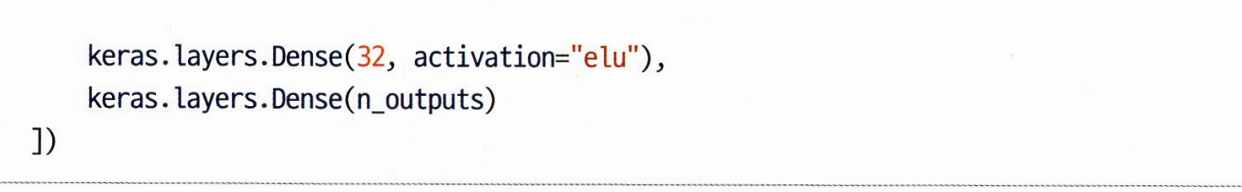 keras.layers.Dense(32, activation="elu"),
keras.layers.Dense(n_outputs)
])